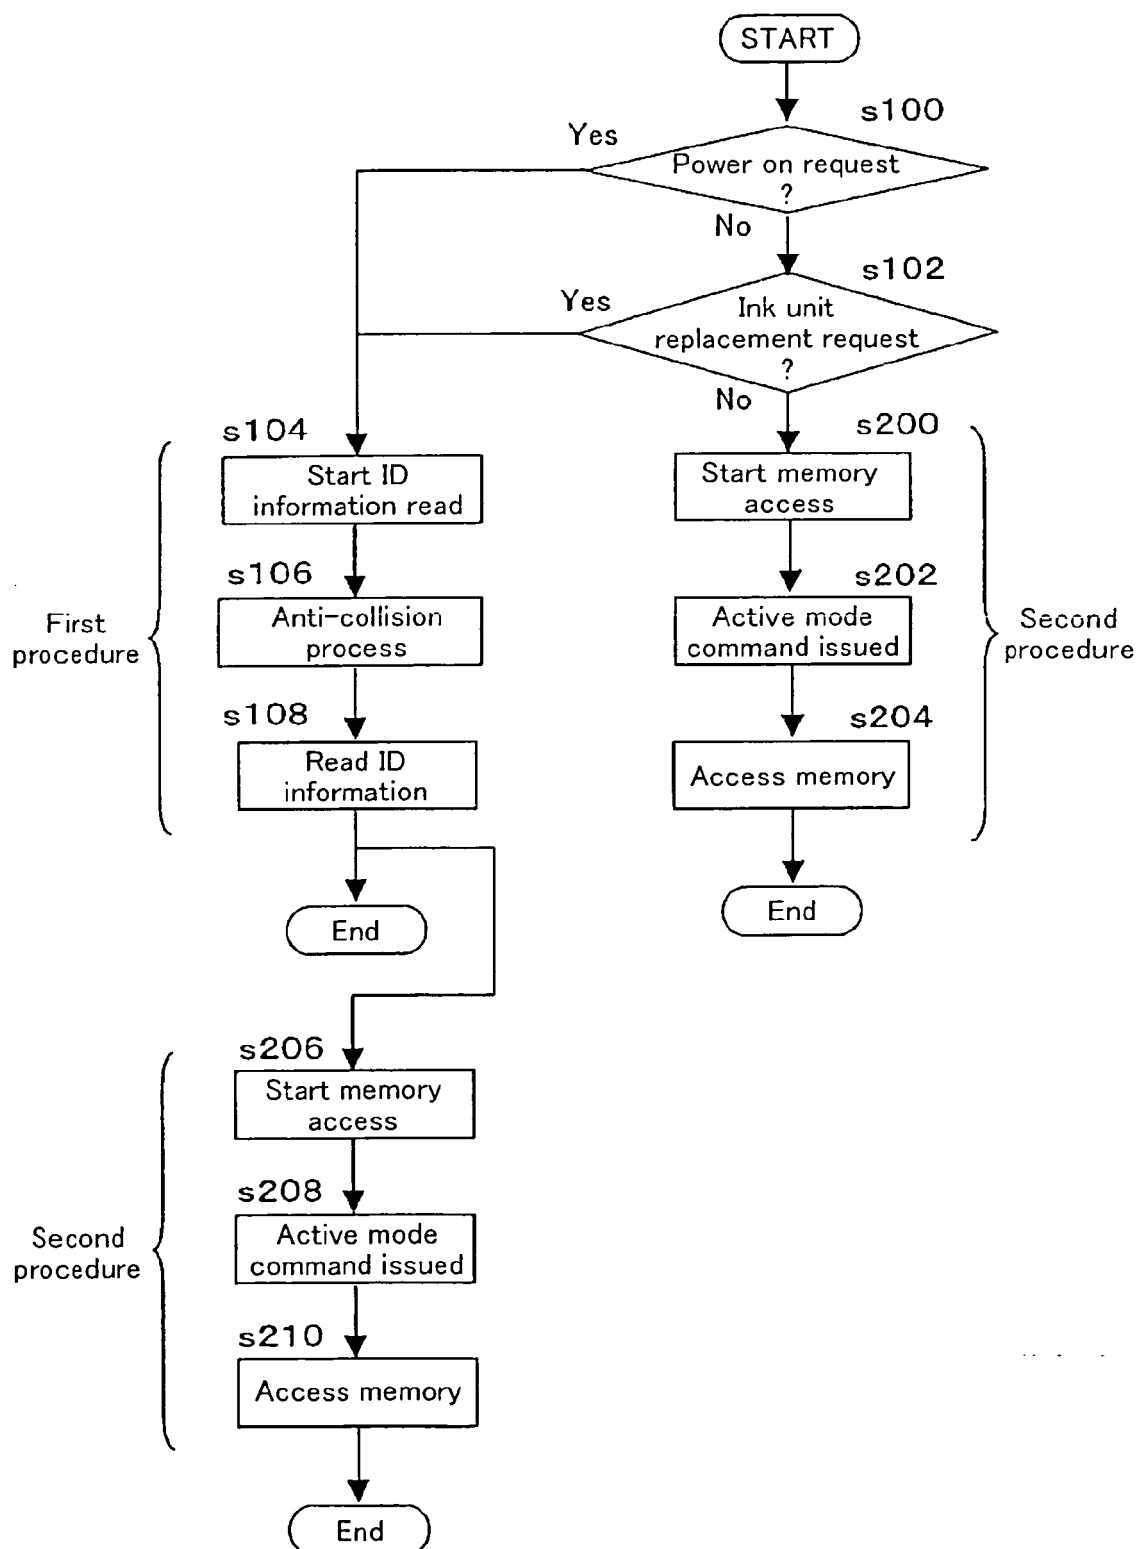 START
s100
Yes
Power on request
?
No
s102
Yes
Ink unit
replacement request
?
No
s104
Start ID
information read
s106
Anti-collision
process
s108
Read ID
information
First
procedure
End
s200
Start memory
access
s202
Active mode
command issued
s204
Access memory
Second
procedure
End
s206
Start memory
access
s208
Active mode
command issued
s210
Access memory
Second
procedure
End